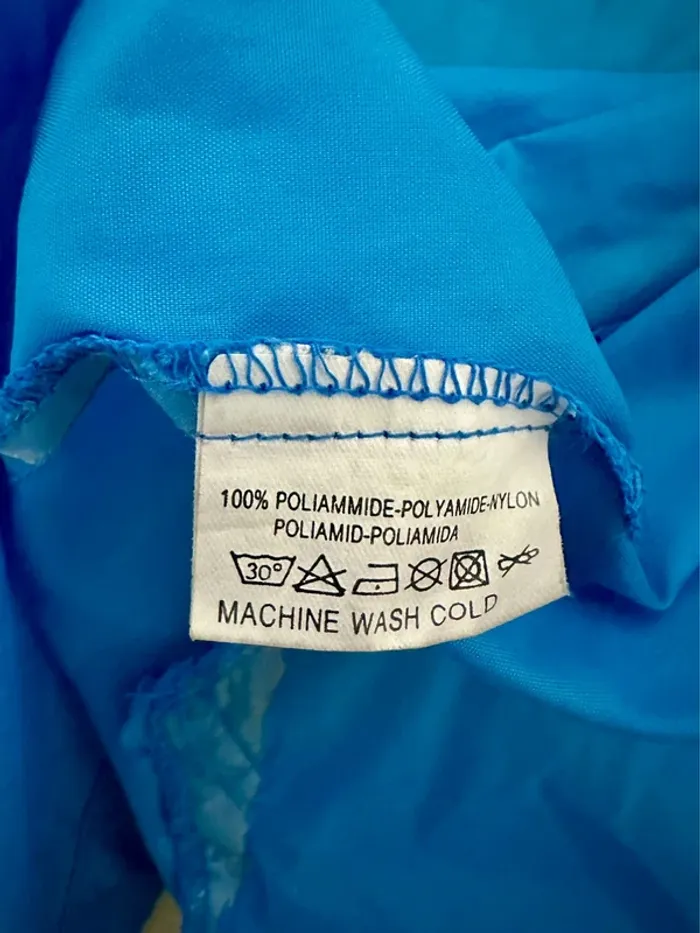 100% POLIAMMIDE-POLYAMIDE-NYLON
POLIAMID-POLIAMIDA
30°
MACHINE WASH COLD